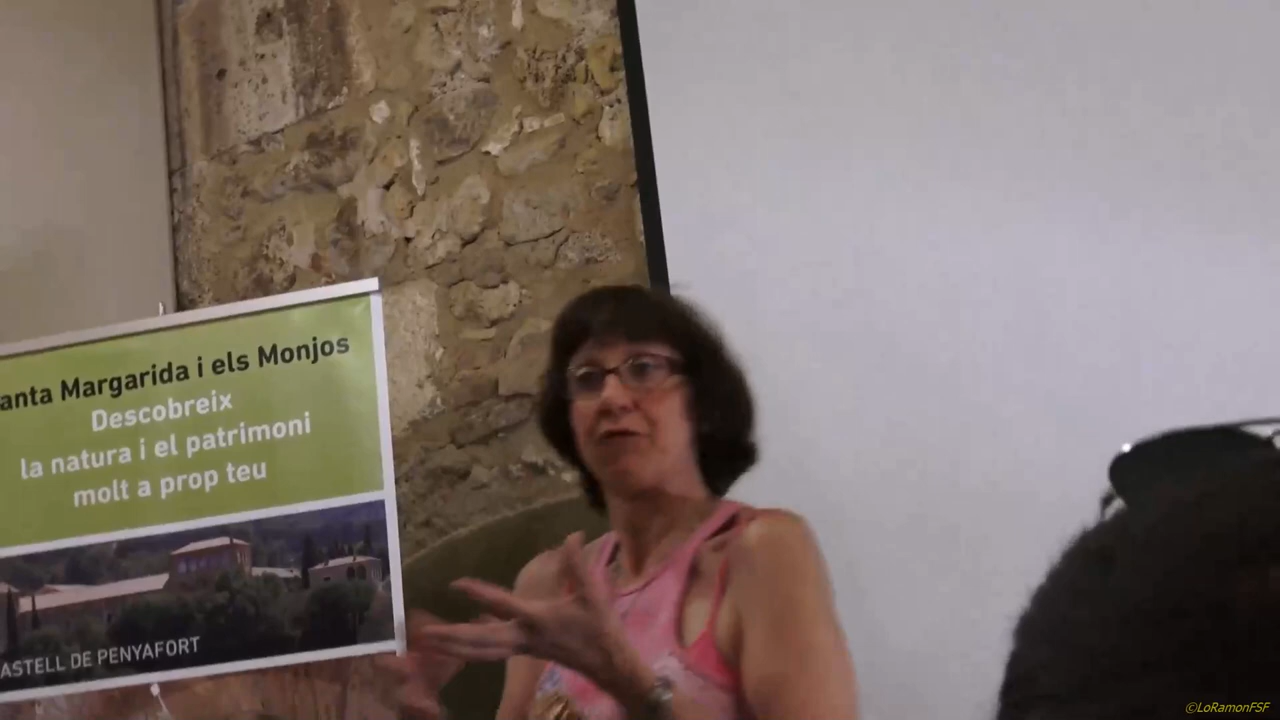 anta Margarida i els Monjos
Descobreix
la natura i el patrimoni
molt a prop teu
ASTELL DE PENYAFORT
©LoRamonFSF